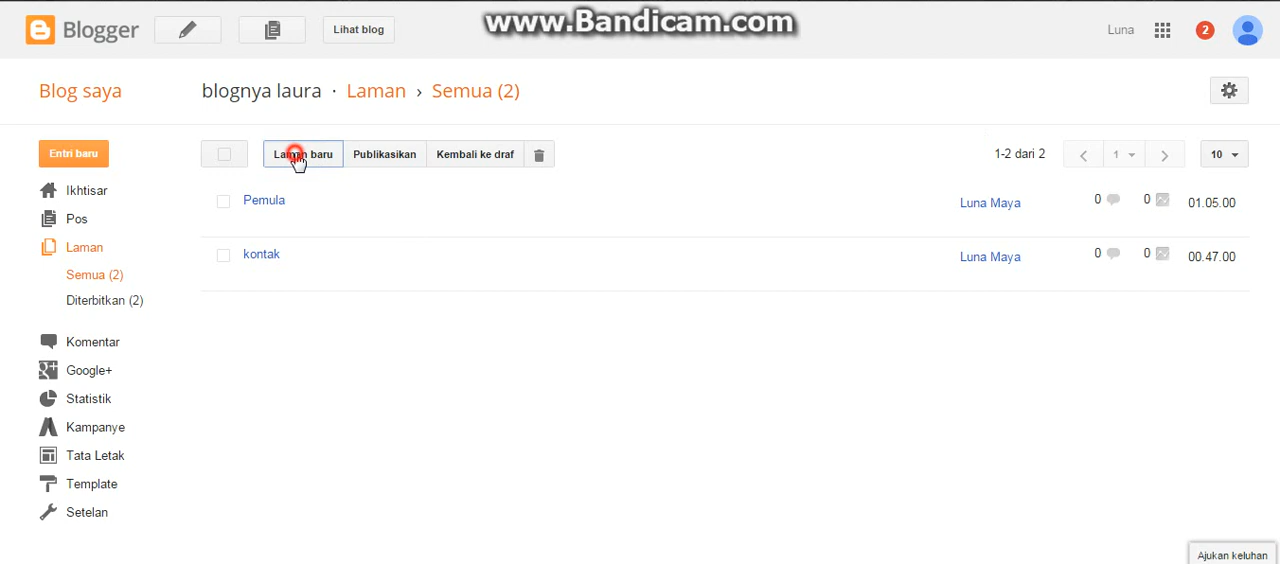 www.Bandicam.com
Blogger
Lihat blog
Luna
2
Blog saya
blognya laura · Laman › Semua (2)
Entri baru
Laman baru
Publikasikan
Kembali ke draf
1-2 dari 2
1
10
Ikhtisar
Pos
Laman
Semua (2)
Diterbitkan (2)
Komentar
Google+
Statistik
Kampanye
Tata Letak
Template
Setelan
Pemula
Luna Maya
0
0
01.05.00
kontak
Luna Maya
0
0
00.47.00
Ajukan keluhan